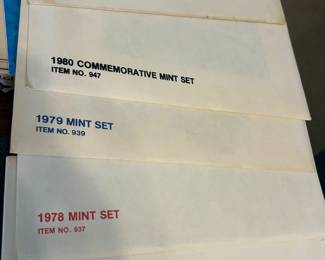 1980 COMMEMORATIVE MINT SET
ITEM NO. 947
1979 MINT SET
ITEM NO. 939
1978 MINT SET
ITEM NO. 937